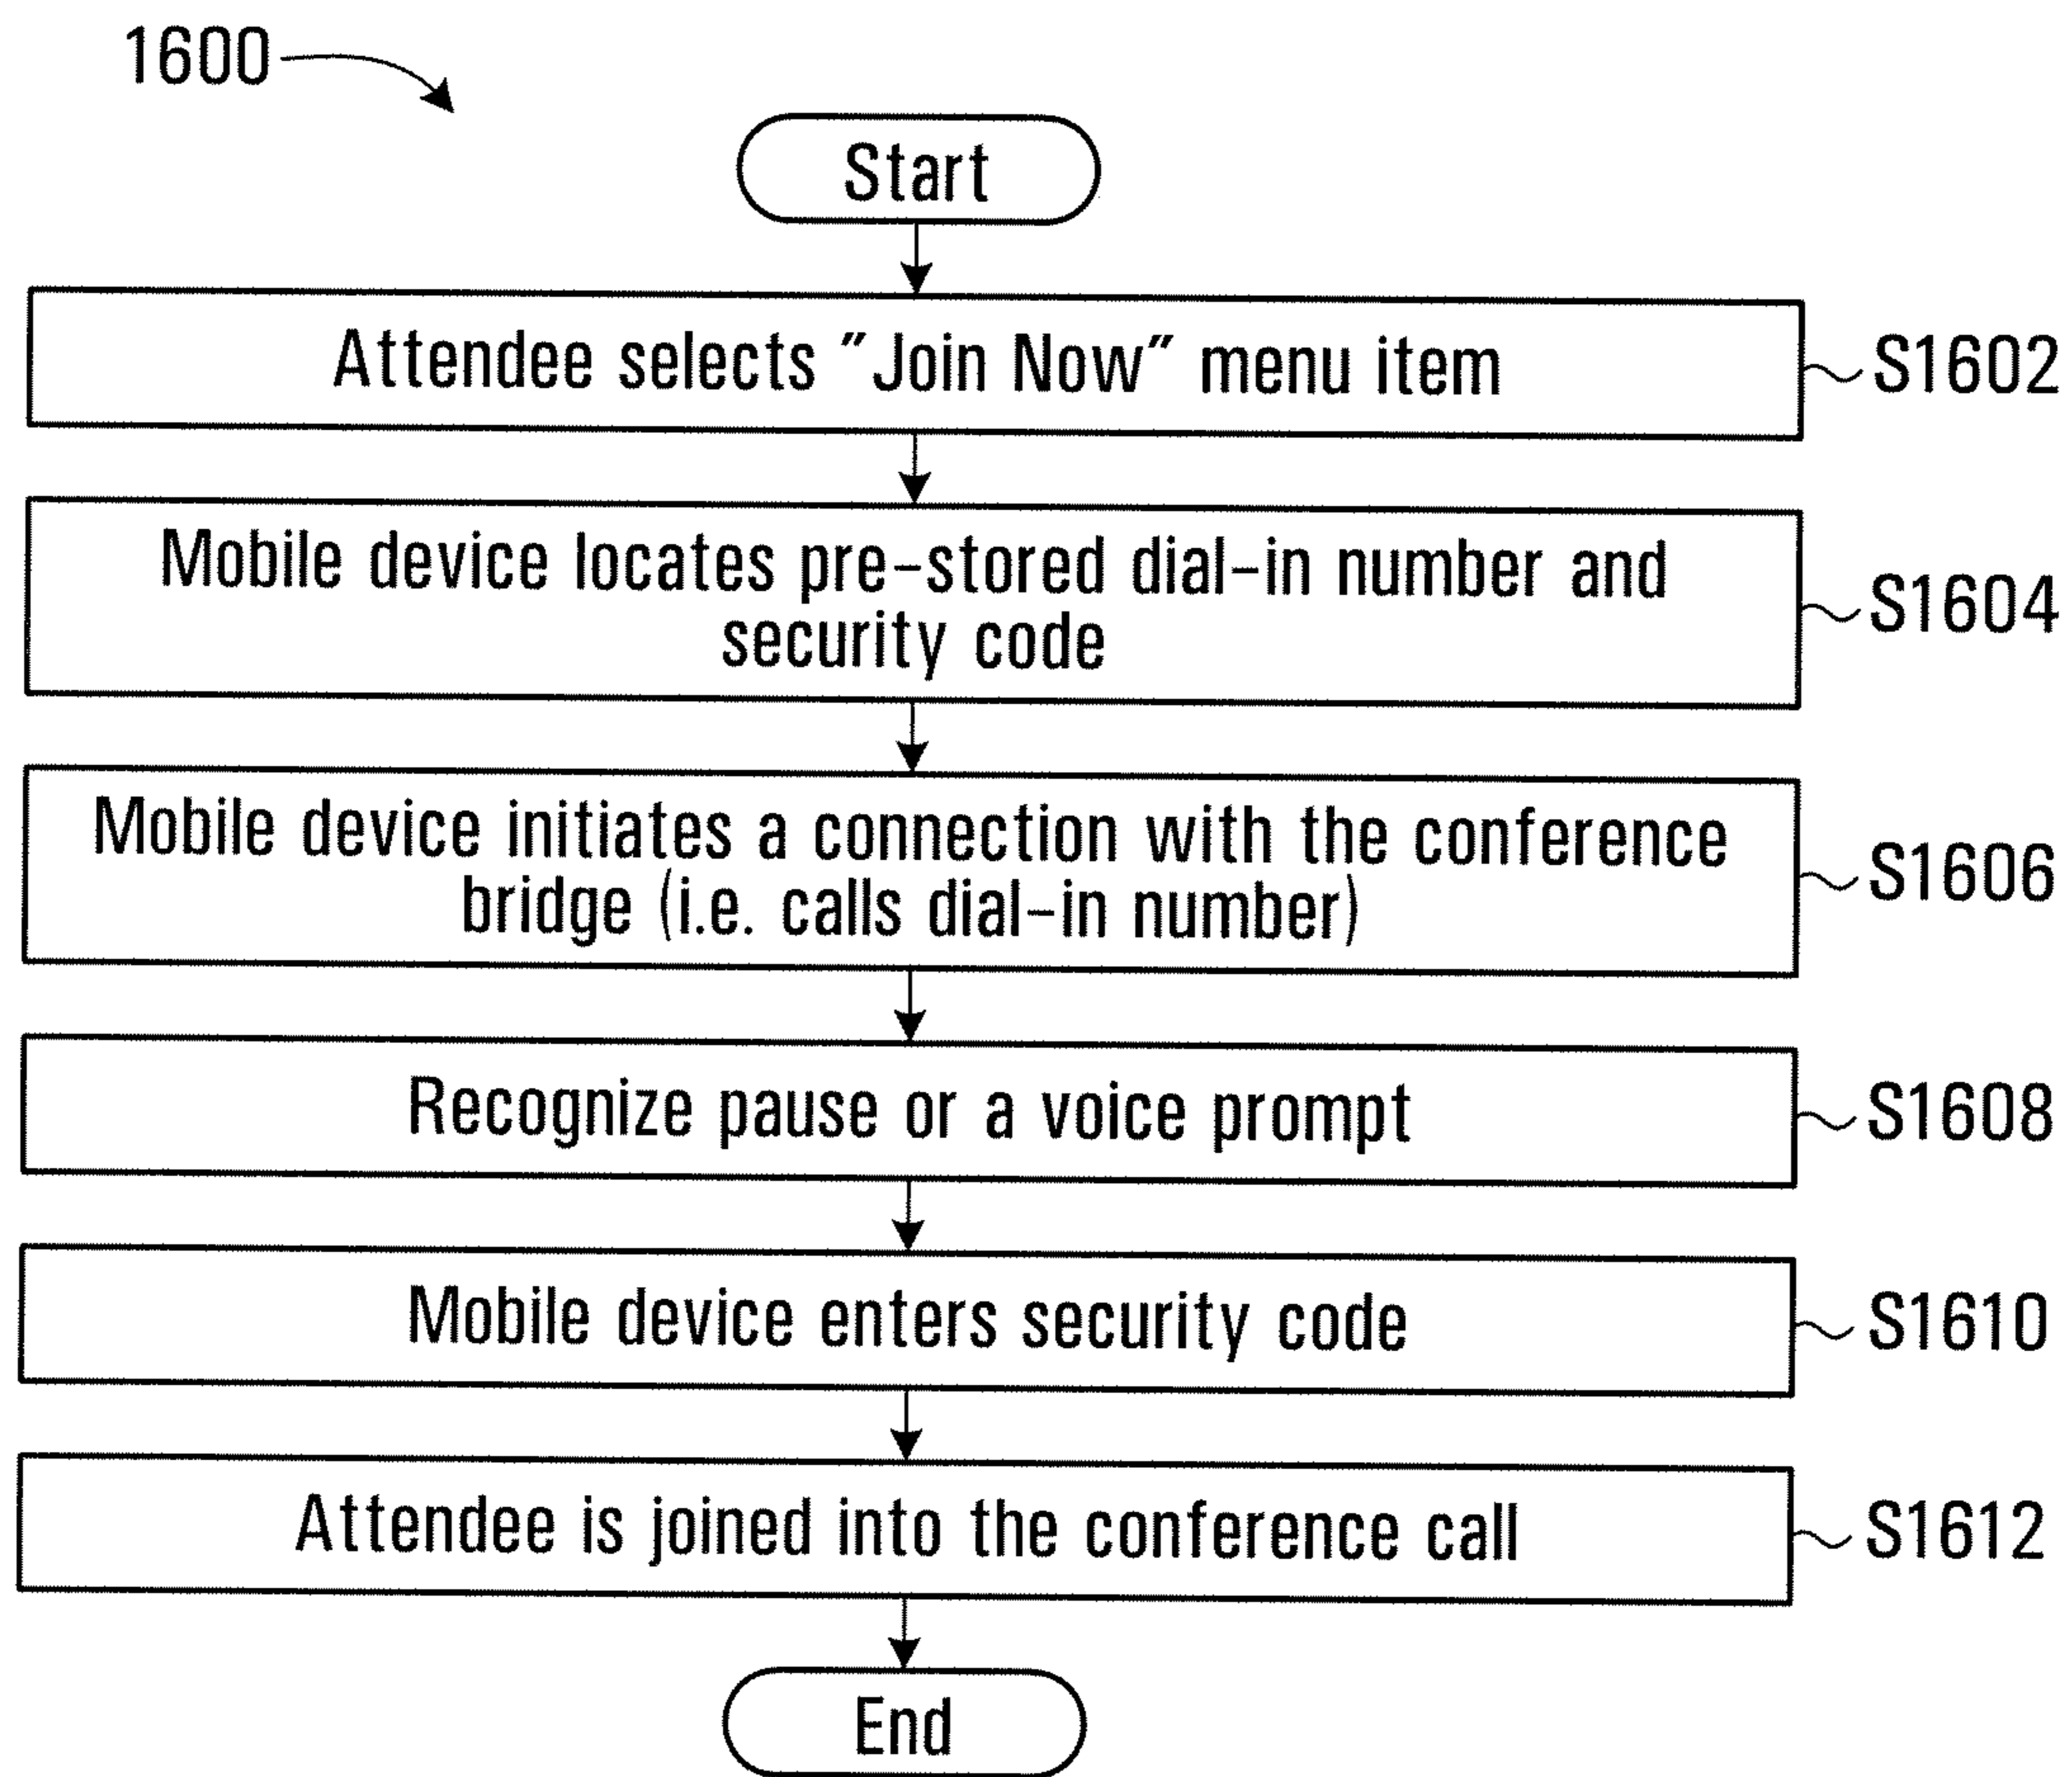 1600
Start
Attendee selects "Join Now" menu item
S1602
Mobile device locates pre-stored dial-in number and
security code
S1604
Mobile device initiates a connection with the conference
bridge (i.e. calls dial-in number)
S1606
Recognize pause or a voice prompt
S1608
Mobile device enters security code
S1610
Attendee is joined into the conference call
S1612
End